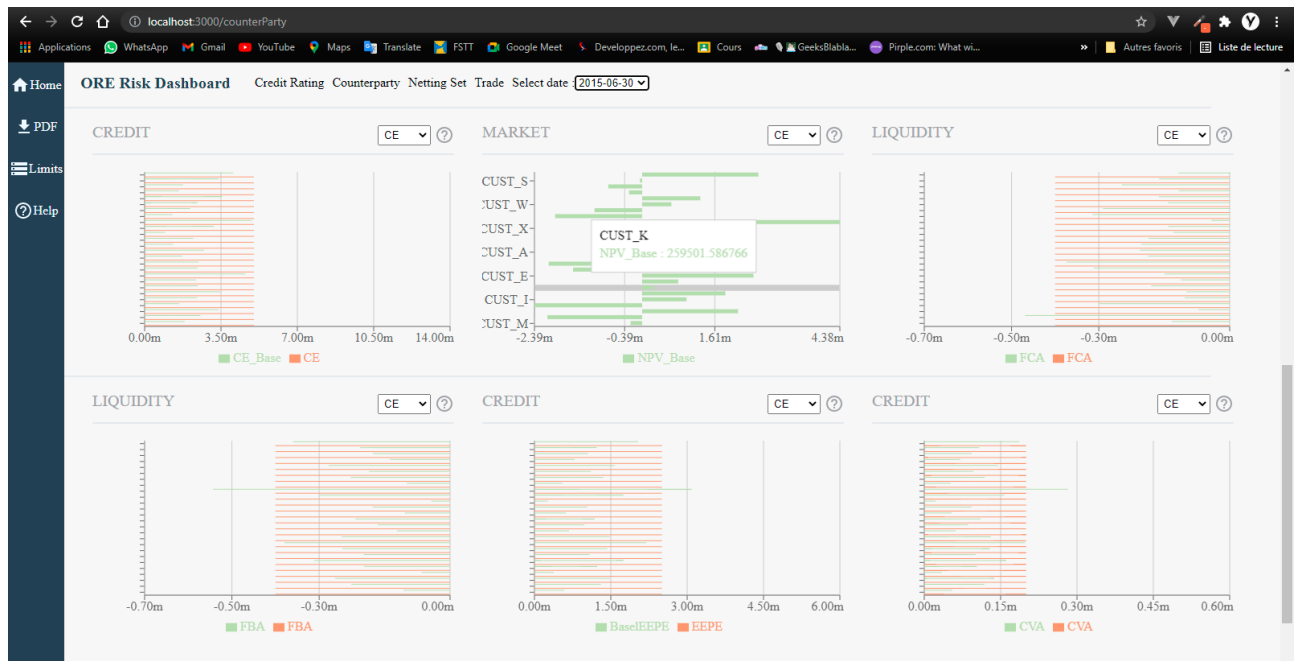 localhost:3000/counterParty
Applications WhatsApp Gmail YouTube Maps Translate FSTT Google Meet Developpez.com, le... Cours GeeksBlabla... Pirple.com: What wi... » Autres favoris Liste de lecture
Home ORE Risk Dashboard Credit Rating Counterparty Netting Set Trade Select date : 2015-06-30
PDF
Limits
Help
CREDIT CE
0.00m 3.50m 7.00m 10.50m 14.00m
CE_Base CE
MARKET CE
CUST_S
CUST_W
CUST_X
CUST_A
CUST_E
CUST_I
CUST_M
CUST_K
NPV_Base : 259501.586766
-2.39m -0.39m 1.61m 4.38m
NPV_Base
LIQUIDITY CE
-0.70m -0.50m -0.30m 0.00m
FCA FCA
LIQUIDITY CE
-0.70m -0.50m -0.30m 0.00m
FBA FBA
CREDIT CE
0.00m 1.50m 3.00m 4.50m 6.00m
BaselEEPE EEPE
CREDIT CE
0.00m 0.15m 0.30m 0.45m 0.60m
CVA CVA